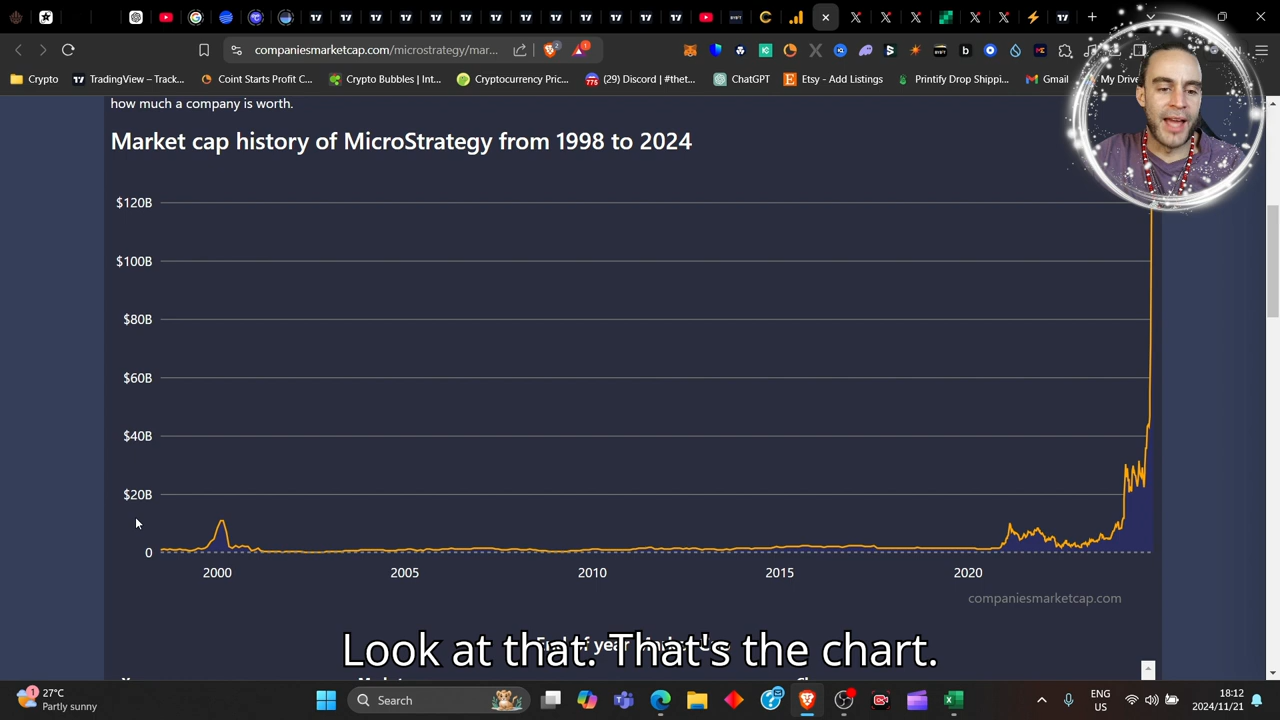 companiesmarketcap.com/microstrategy/mar...
Crypto
TradingView – Track...
Coint Starts Profit C...
Crypto Bubbles | Int...
Cryptocurrency Pric...
(29) Discord | #thet...
ChatGPT
Etsy - Add Listings
Printify Drop Shippi...
Gmail
My Drive
how much a company is worth.
Market cap history of MicroStrategy from 1998 to 2024
$120B
$100B
$80B
$60B
$40B
$20B
0
2000
2005
2010
2015
2020
companiesmarketcap.com
Look at that. That's the chart.
27°C
Partly sunny
Search
ENG
US
18:12
2024/11/21